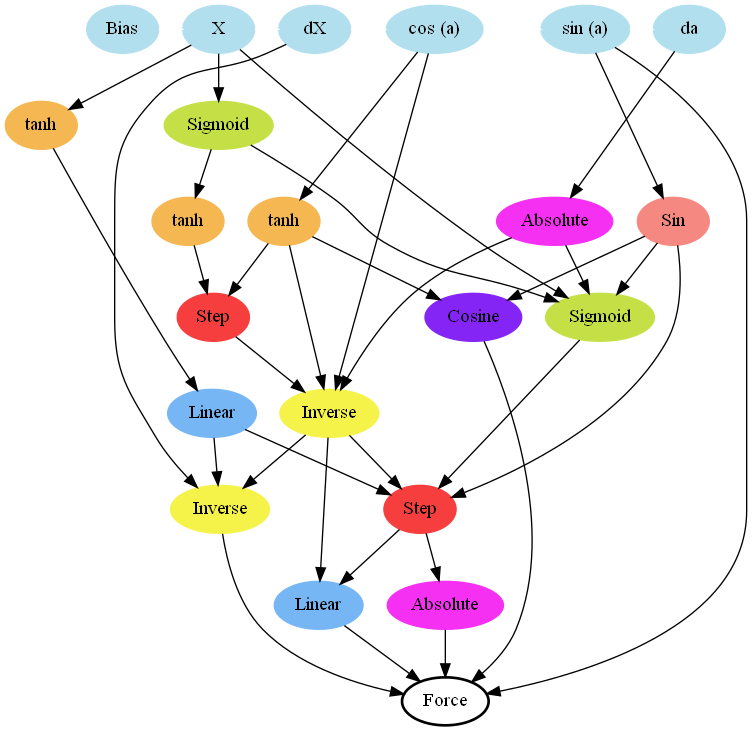 Bias
X
dX
cos (a)
sin (a)
da
tanh
Sigmoid
tanh
tanh
Absolute
Sin
Step
Cosine
Sigmoid
Linear
Inverse
Inverse
Step
Linear
Absolute
Force